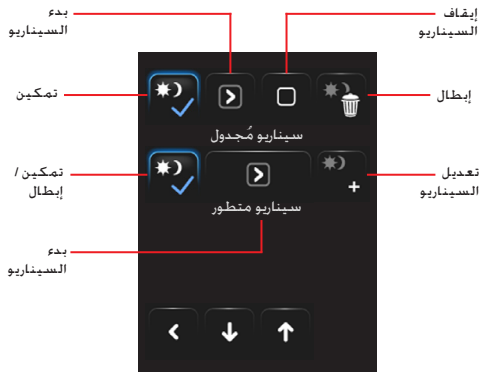 إيقاف
السيناريو
بدء
السيناريو
إبطال
تمكين
سيناريو مُجدول
تعديل
السيناريو
تمكين /
إبطال
سيناريو متطور
بدء
السيناريو